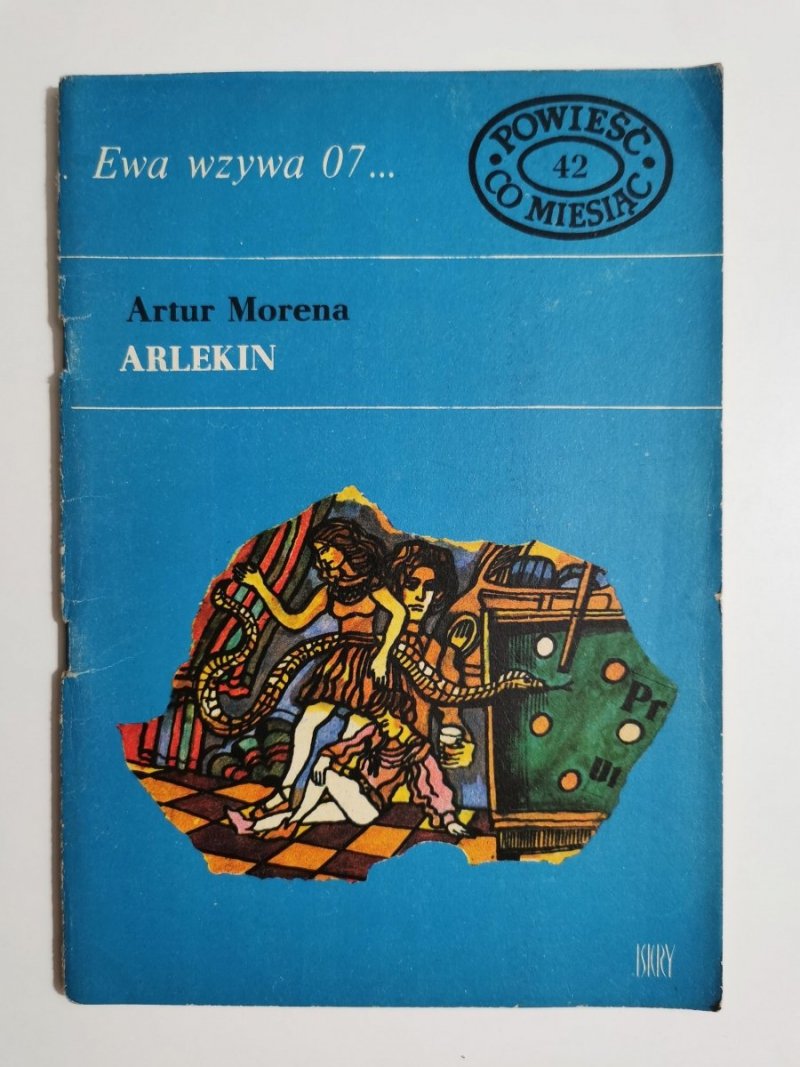 Ewa wzywa 07...
POWIEŚĆ
42
CO MIESIĄC
Artur Morena
ARLEKIN
Pr
ISKRY